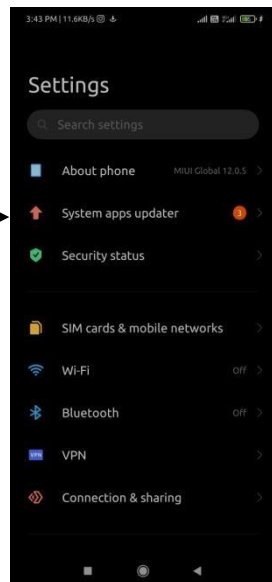 3:43 PM | 11.6KB/s
Settings
Search settings
About phone MIUI Global 12.0.5
System apps updater 3
Security status
SIM cards & mobile networks
Wi-Fi Off
Bluetooth Off
VPN VPN
Connection & sharing